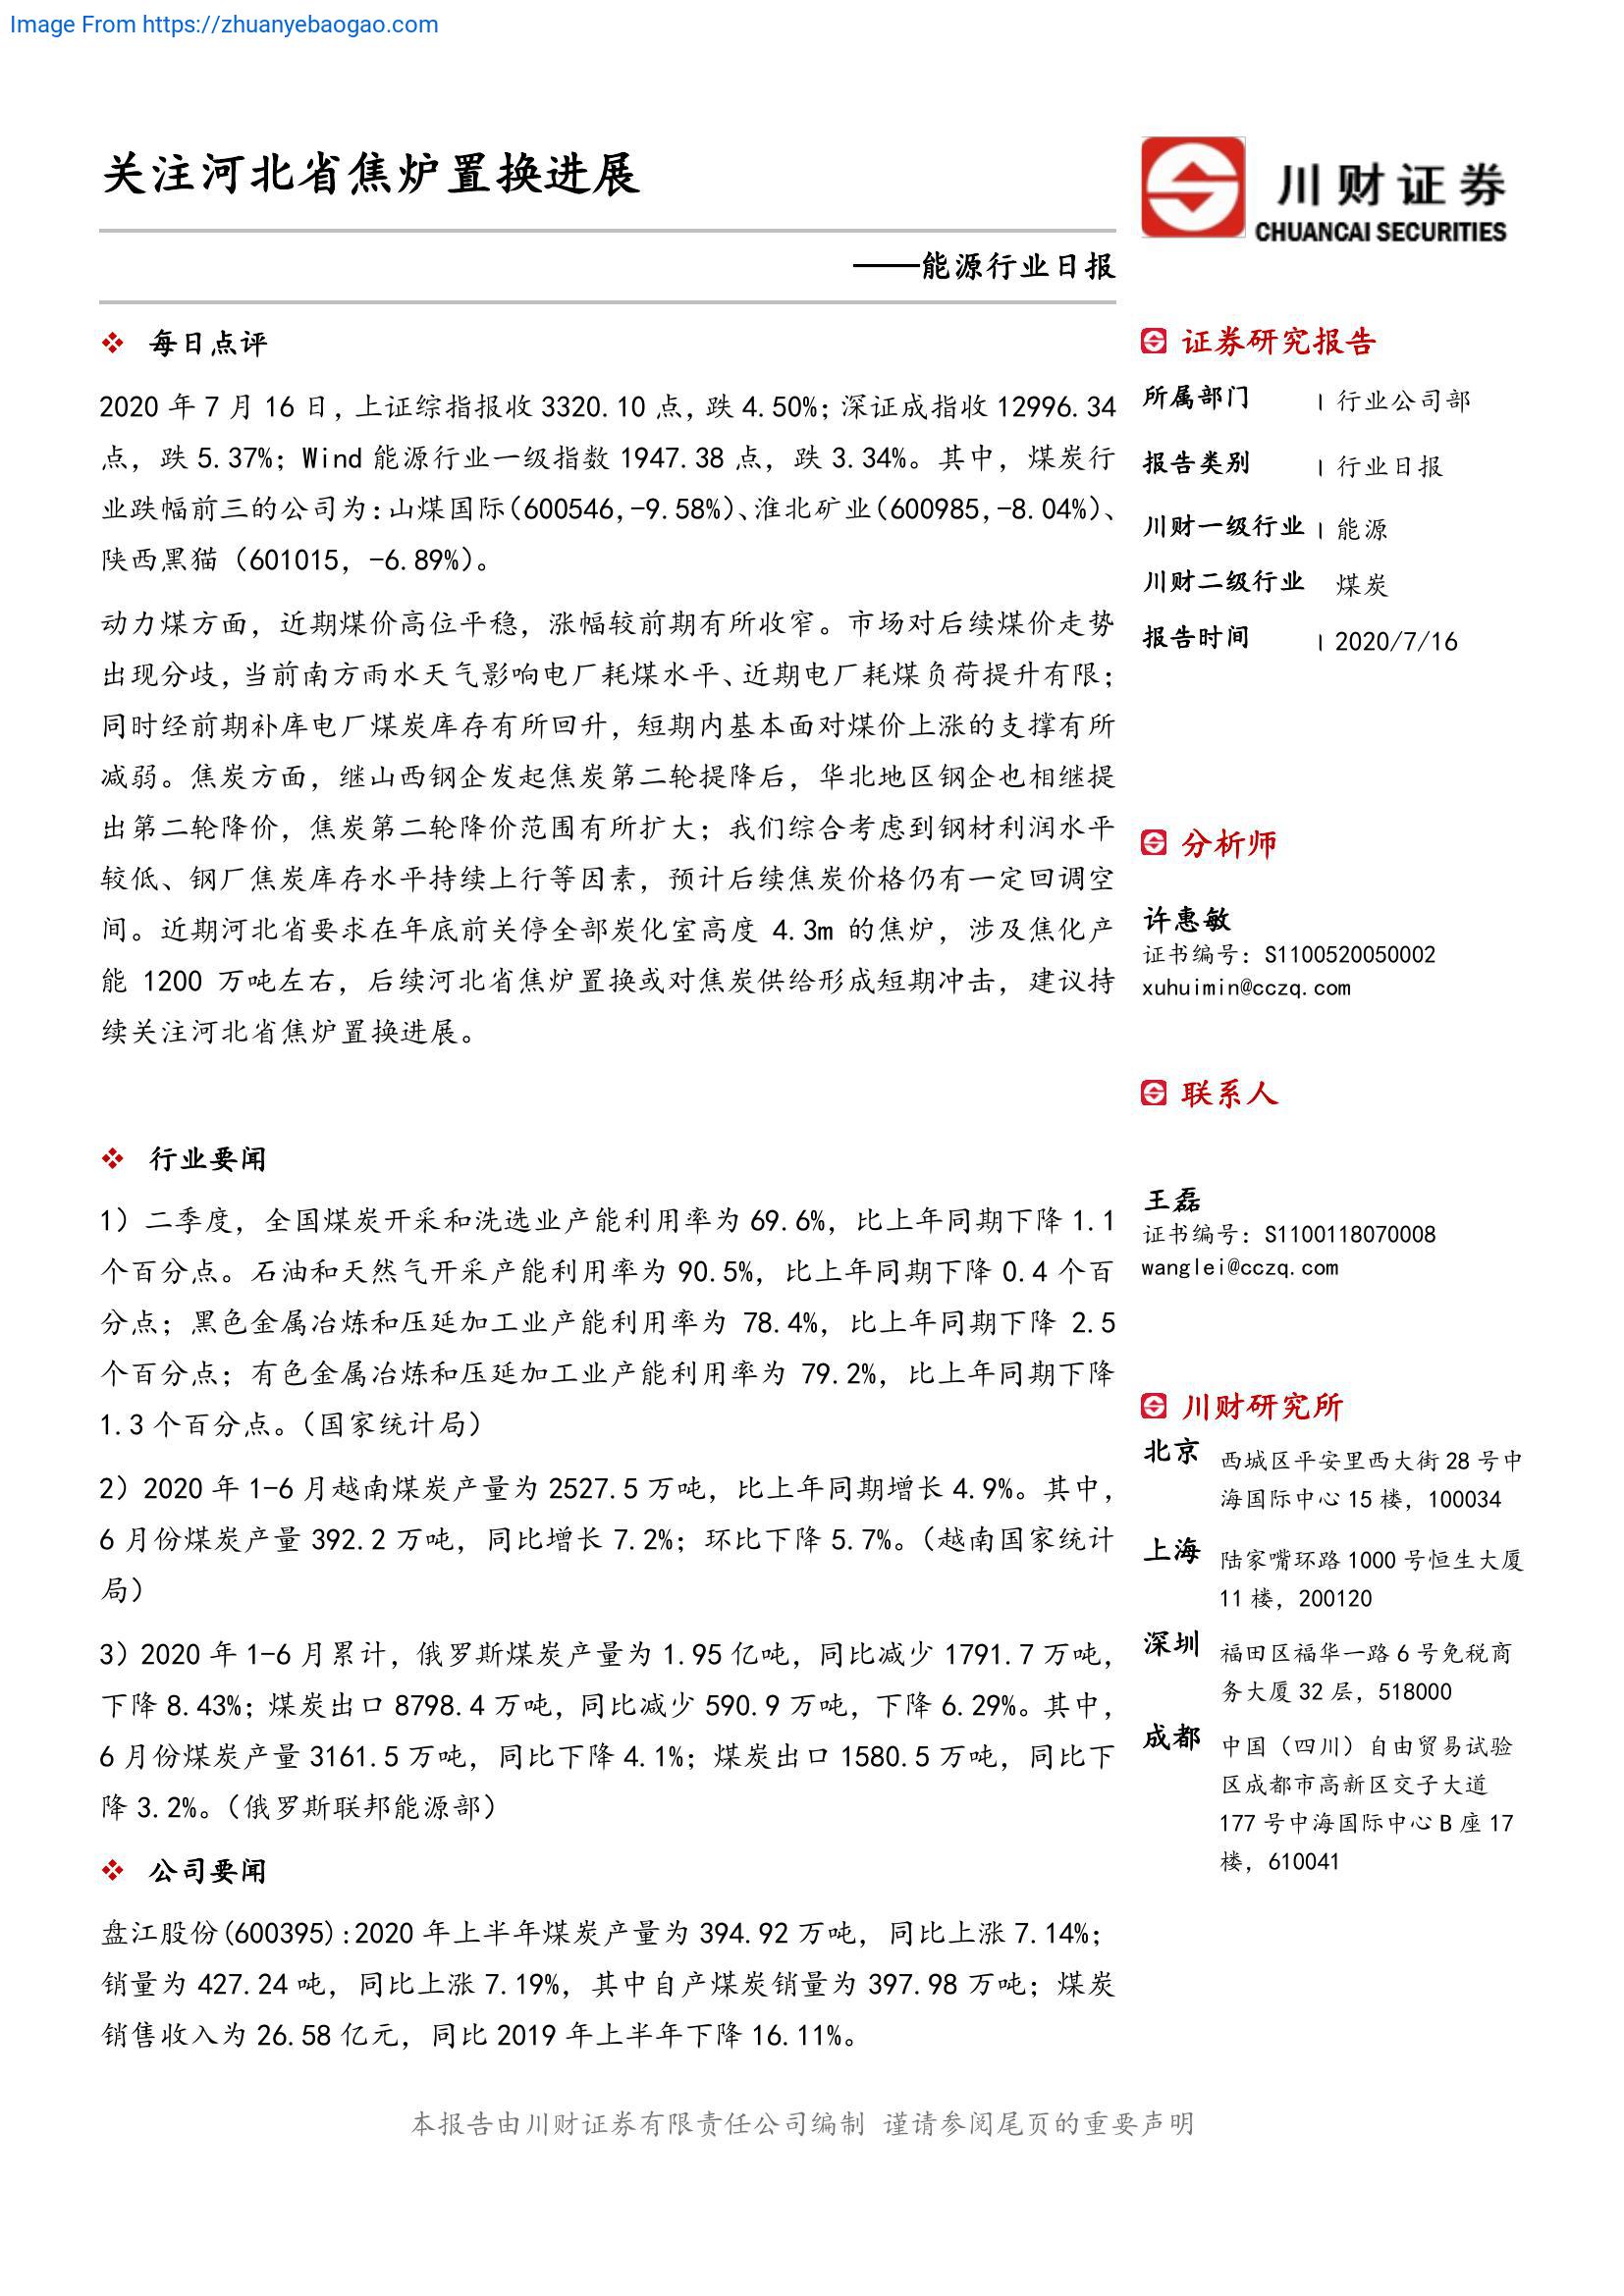 Image From https://zhuanyebaogao.com
关注河北省焦炉置换进展
——能源行业日报
❖ 每日点评
2020 年 7 月 16 日，上证综指报收 3320.10 点，跌 4.50%；深证成指收 12996.34
点，跌 5.37%；Wind 能源行业一级指数 1947.38 点，跌 3.34%。其中，煤炭行
业跌幅前三的公司为：山煤国际（600546，-9.58%）、淮北矿业（600985，-8.04%）、
陕西黑猫（601015，-6.89%）。
动力煤方面，近期煤价高位平稳，涨幅较前期有所收窄。市场对后续煤价走势
出现分歧，当前南方雨水天气影响电厂耗煤水平、近期电厂耗煤负荷提升有限；
同时经前期补库电厂煤炭库存有所回升，短期内基本面对煤价上涨的支撑有所
减弱。焦炭方面，继山西钢企发起焦炭第二轮提降后，华北地区钢企也相继提
出第二轮降价，焦炭第二轮降价范围有所扩大；我们综合考虑到钢材利润水平
较低、钢厂焦炭库存水平持续上行等因素，预计后续焦炭价格仍有一定回调空
间。近期河北省要求在年底前关停全部炭化室高度 4.3m 的焦炉，涉及焦化产
能 1200 万吨左右，后续河北省焦炉置换或对焦炭供给形成短期冲击，建议持
续关注河北省焦炉置换进展。
❖ 行业要闻
1）二季度，全国煤炭开采和洗选业产能利用率为 69.6%，比上年同期下降 1.1
个百分点。石油和天然气开采产能利用率为 90.5%，比上年同期下降 0.4 个百
分点；黑色金属冶炼和压延加工业产能利用率为 78.4%，比上年同期下降 2.5
个百分点；有色金属冶炼和压延加工业产能利用率为 79.2%，比上年同期下降
1.3 个百分点。（国家统计局）
2）2020 年 1-6 月越南煤炭产量为 2527.5 万吨，比上年同期增长 4.9%。其中，
6 月份煤炭产量 392.2 万吨，同比增长 7.2%；环比下降 5.7%。（越南国家统计
局）
3）2020 年 1-6 月累计，俄罗斯煤炭产量为 1.95 亿吨，同比减少 1791.7 万吨，
下降 8.43%；煤炭出口 8798.4 万吨，同比减少 590.9 万吨，下降 6.29%。其中，
6 月份煤炭产量 3161.5 万吨，同比下降 4.1%；煤炭出口 1580.5 万吨，同比下
降 3.2%。（俄罗斯联邦能源部）
❖ 公司要闻
盘江股份(600395)：2020 年上半年煤炭产量为 394.92 万吨，同比上涨 7.14%；
销量为 427.24 吨，同比上涨 7.19%，其中自产煤炭销量为 397.98 万吨；煤炭
销售收入为 26.58 亿元，同比 2019 年上半年下降 16.11%。
川财证券
CHUANCAI SECURITIES
证券研究报告
所属部门 | 行业公司部
报告类别 | 行业日报
川财一级行业 | 能源
川财二级行业 煤炭
报告时间 | 2020/7/16
分析师
许惠敏
证书编号：S1100520050002
xuhuimin@cczq.com
联系人
王磊
证书编号：S1100118070008
wanglei@cczq.com
川财研究所
北京 西城区平安里西大街 28 号中
海国际中心 15 楼，100034
上海 陆家嘴环路 1000 号恒生大厦
11 楼，200120
深圳 福田区福华一路 6 号免税商
务大厦 32 层，518000
成都 中国（四川）自由贸易试验
区成都市高新区交子大道
177 号中海国际中心 B 座 17
楼，610041
本报告由川财证券有限责任公司编制 谨请参阅尾页的重要声明